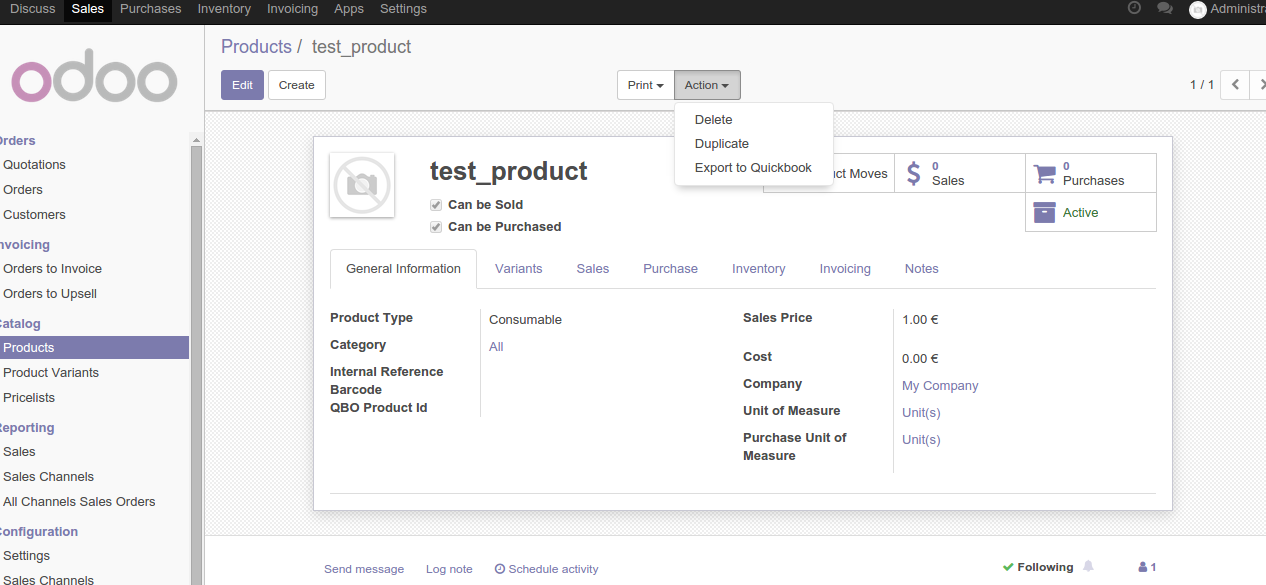 Discuss Sales Purchases Inventory Invoicing Apps Settings Administra
odoo
Products / test_product
Edit Create Print Action 1 / 1
Delete
Duplicate
Export to Quickbook
rders
Quotations
Orders
Customers
nvoicing
Orders to Invoice
Orders to Upsell
Catalog
Products
Product Variants
Pricelists
Reporting
Sales
Sales Channels
All Channels Sales Orders
Configuration
Settings
Sales Channels
test_product
Can be Sold
Can be Purchased
uct Moves
0
Sales
0
Purchases
Active
General Information Variants Sales Purchase Inventory Invoicing Notes
Product Type Consumable
Category All
Internal Reference
Barcode
QBO Product Id
Sales Price 1.00 €
Cost 0.00 €
Company My Company
Unit of Measure Unit(s)
Purchase Unit of Unit(s)
Measure
Send message Log note Schedule activity Following 1